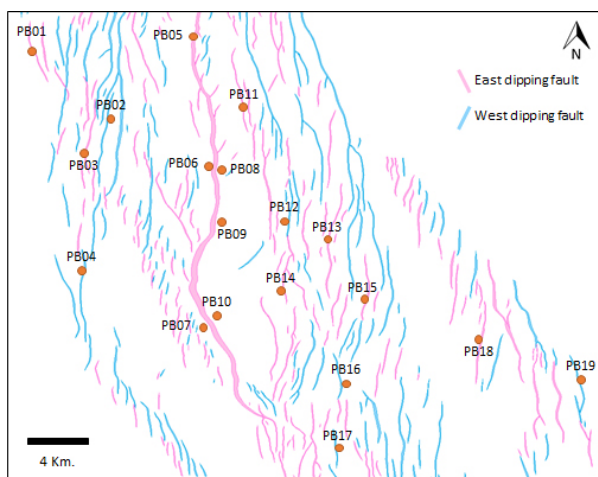 PB01
PB05
N
East dipping fault
PB11
PB02
West dipping fault
PB03
PB06
PB08
PB12
PB09
PB13
PB04
PB14
PB15
PB10
PB07
PB18
PB16
PB19
PB17
4 Km.